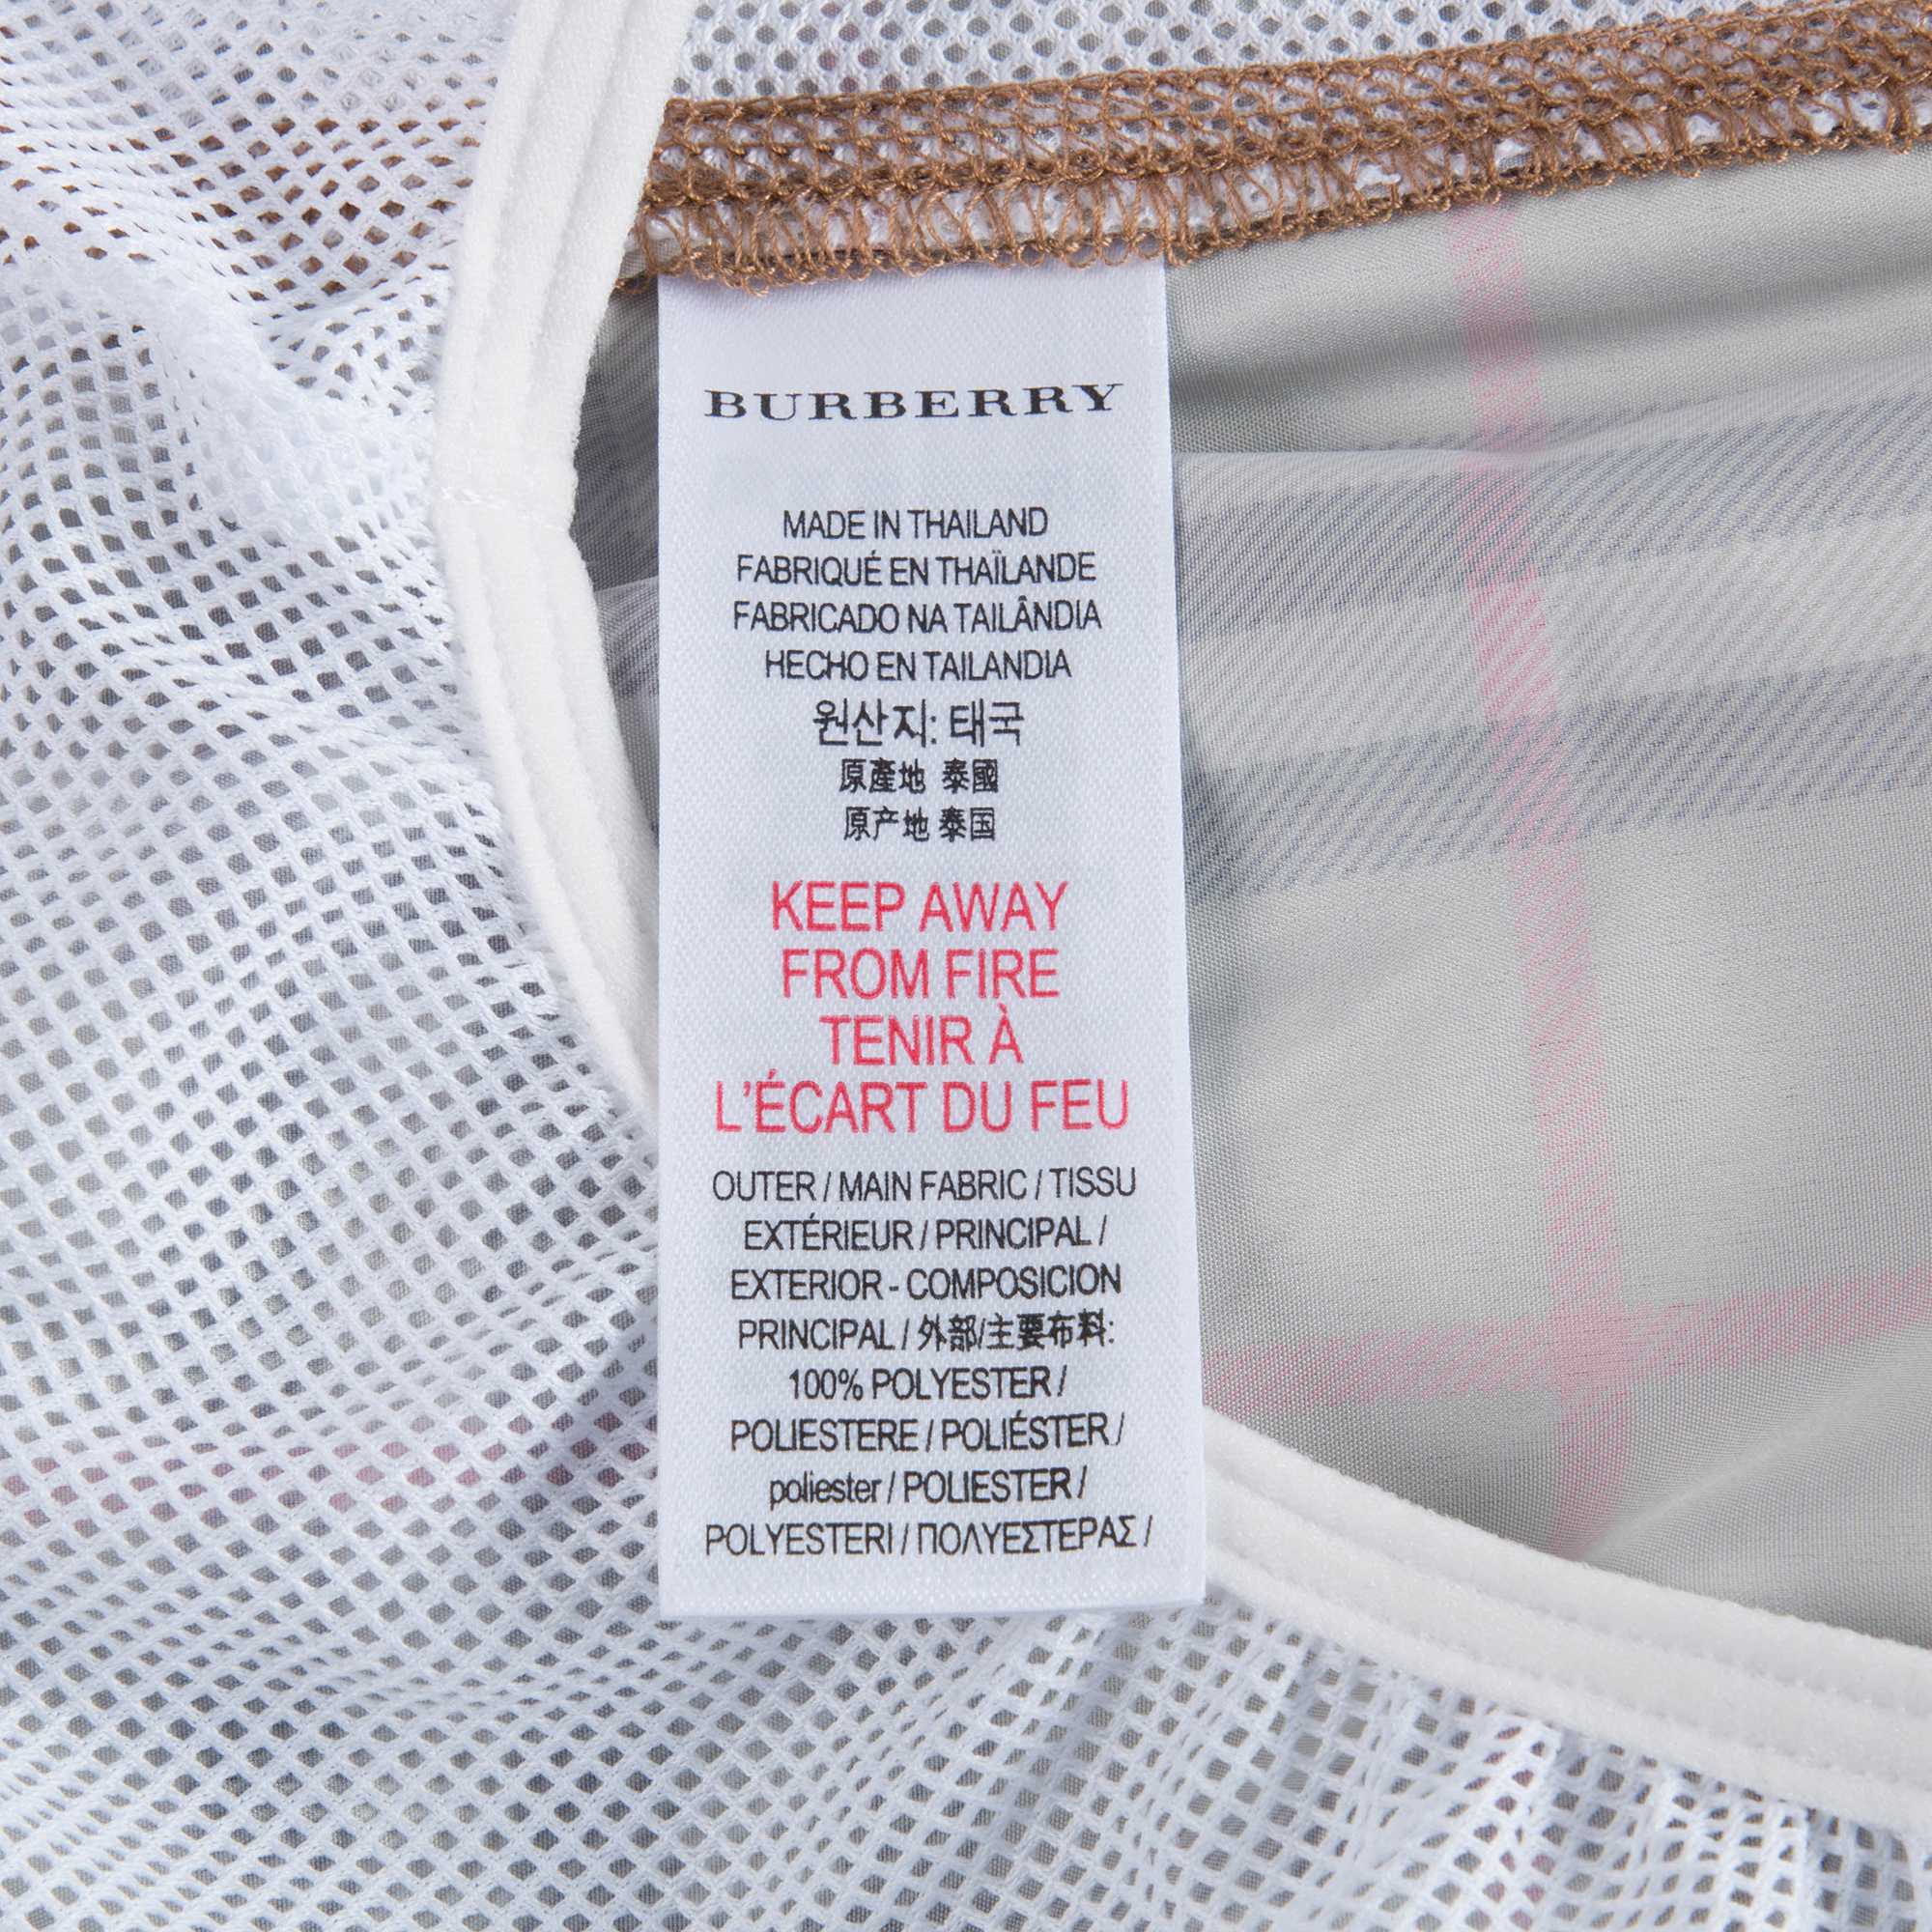 BURBERRY
MADE IN THAILAND
FABRIQUÉ EN THAÏLANDE
FABRICADO NA TAILÂNDIA
HECHO EN TAILANDIA
원산지: 태국
原產地 泰國
原产地 泰国
KEEP AWAY
FROM FIRE
TENIR À
L'ÉCART DU FEU
OUTER / MAIN FABRIC / TISSU
EXTÉRIEUR / PRINCIPAL /
EXTERIOR - COMPOSICION
PRINCIPAL / 外部/主要布料:
100% POLYESTER /
POLIESTERE / POLIÉSTER /
poliester / POLIESTER /
POLYESTERI / ΠΟΛΥΕΣΤΕΡΑΣ /